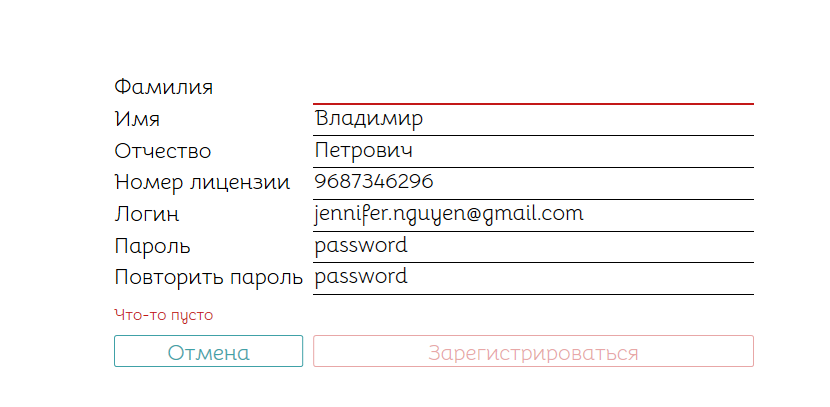 Фамилия
Имя Владимир
Отчество Петрович
Номер лицензии 9687346296
Логин jennifer.nguyen@gmail.com
Пароль password
Повторить пароль password
Что-то пусто
Отмена Зарегистрироваться